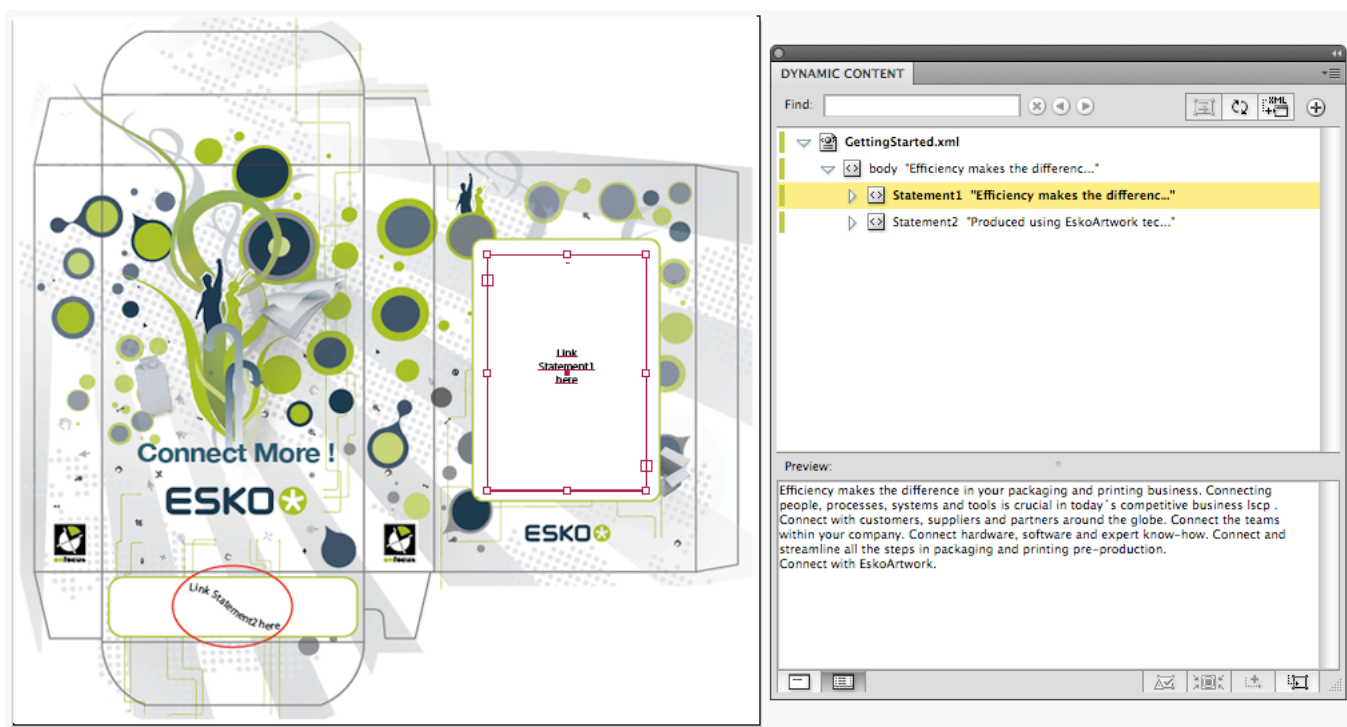 Connect More !
ESKO
enfocus
Link Statement2 here
Link
Statement1
here
ESKO
enfocus
DYNAMIC CONTENT
Find:
XML
GettingStarted.xml
body "Efficiency makes the differenc..."
Statement1 "Efficiency makes the differenc..."
Statement2 "Produced using EskoArtwork tec..."
Preview:
Efficiency makes the difference in your packaging and printing business. Connecting
people, processes, systems and tools is crucial in today´s competitive business lscp .
Connect with customers, suppliers and partners around the globe. Connect the teams
within your company. Connect hardware, software and expert know-how. Connect and
streamline all the steps in packaging and printing pre-production.
Connect with EskoArtwork.